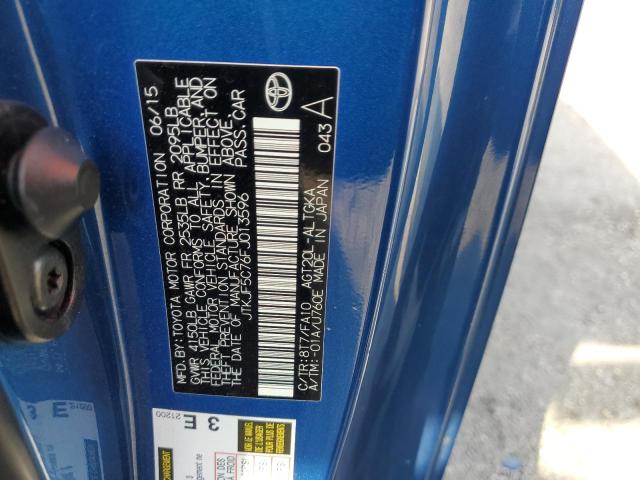 MFD.BY:TOYOTA MOTOR CORPORATION 06/15
GVWR 4150LB GAWR FR 2535LB RR 2095LB
THIS VEHICLE CONFORMS TO ALL APPLICABLE
FEDERAL MOTOR VEHICLE SAFETY, BUMPER, AND
THEFT PREVENTION STANDARDS IN EFFECT ON
THE DATE OF MANUFACTURE SHOWN ABOVE.
JTKJF5C76FJ013596 PASS.CAR
C/TR:8T7/FA10 AGT20L-ALTGKA
A/TM:-01A/U760E MADE IN JAPAN
043 A
3 E
21200